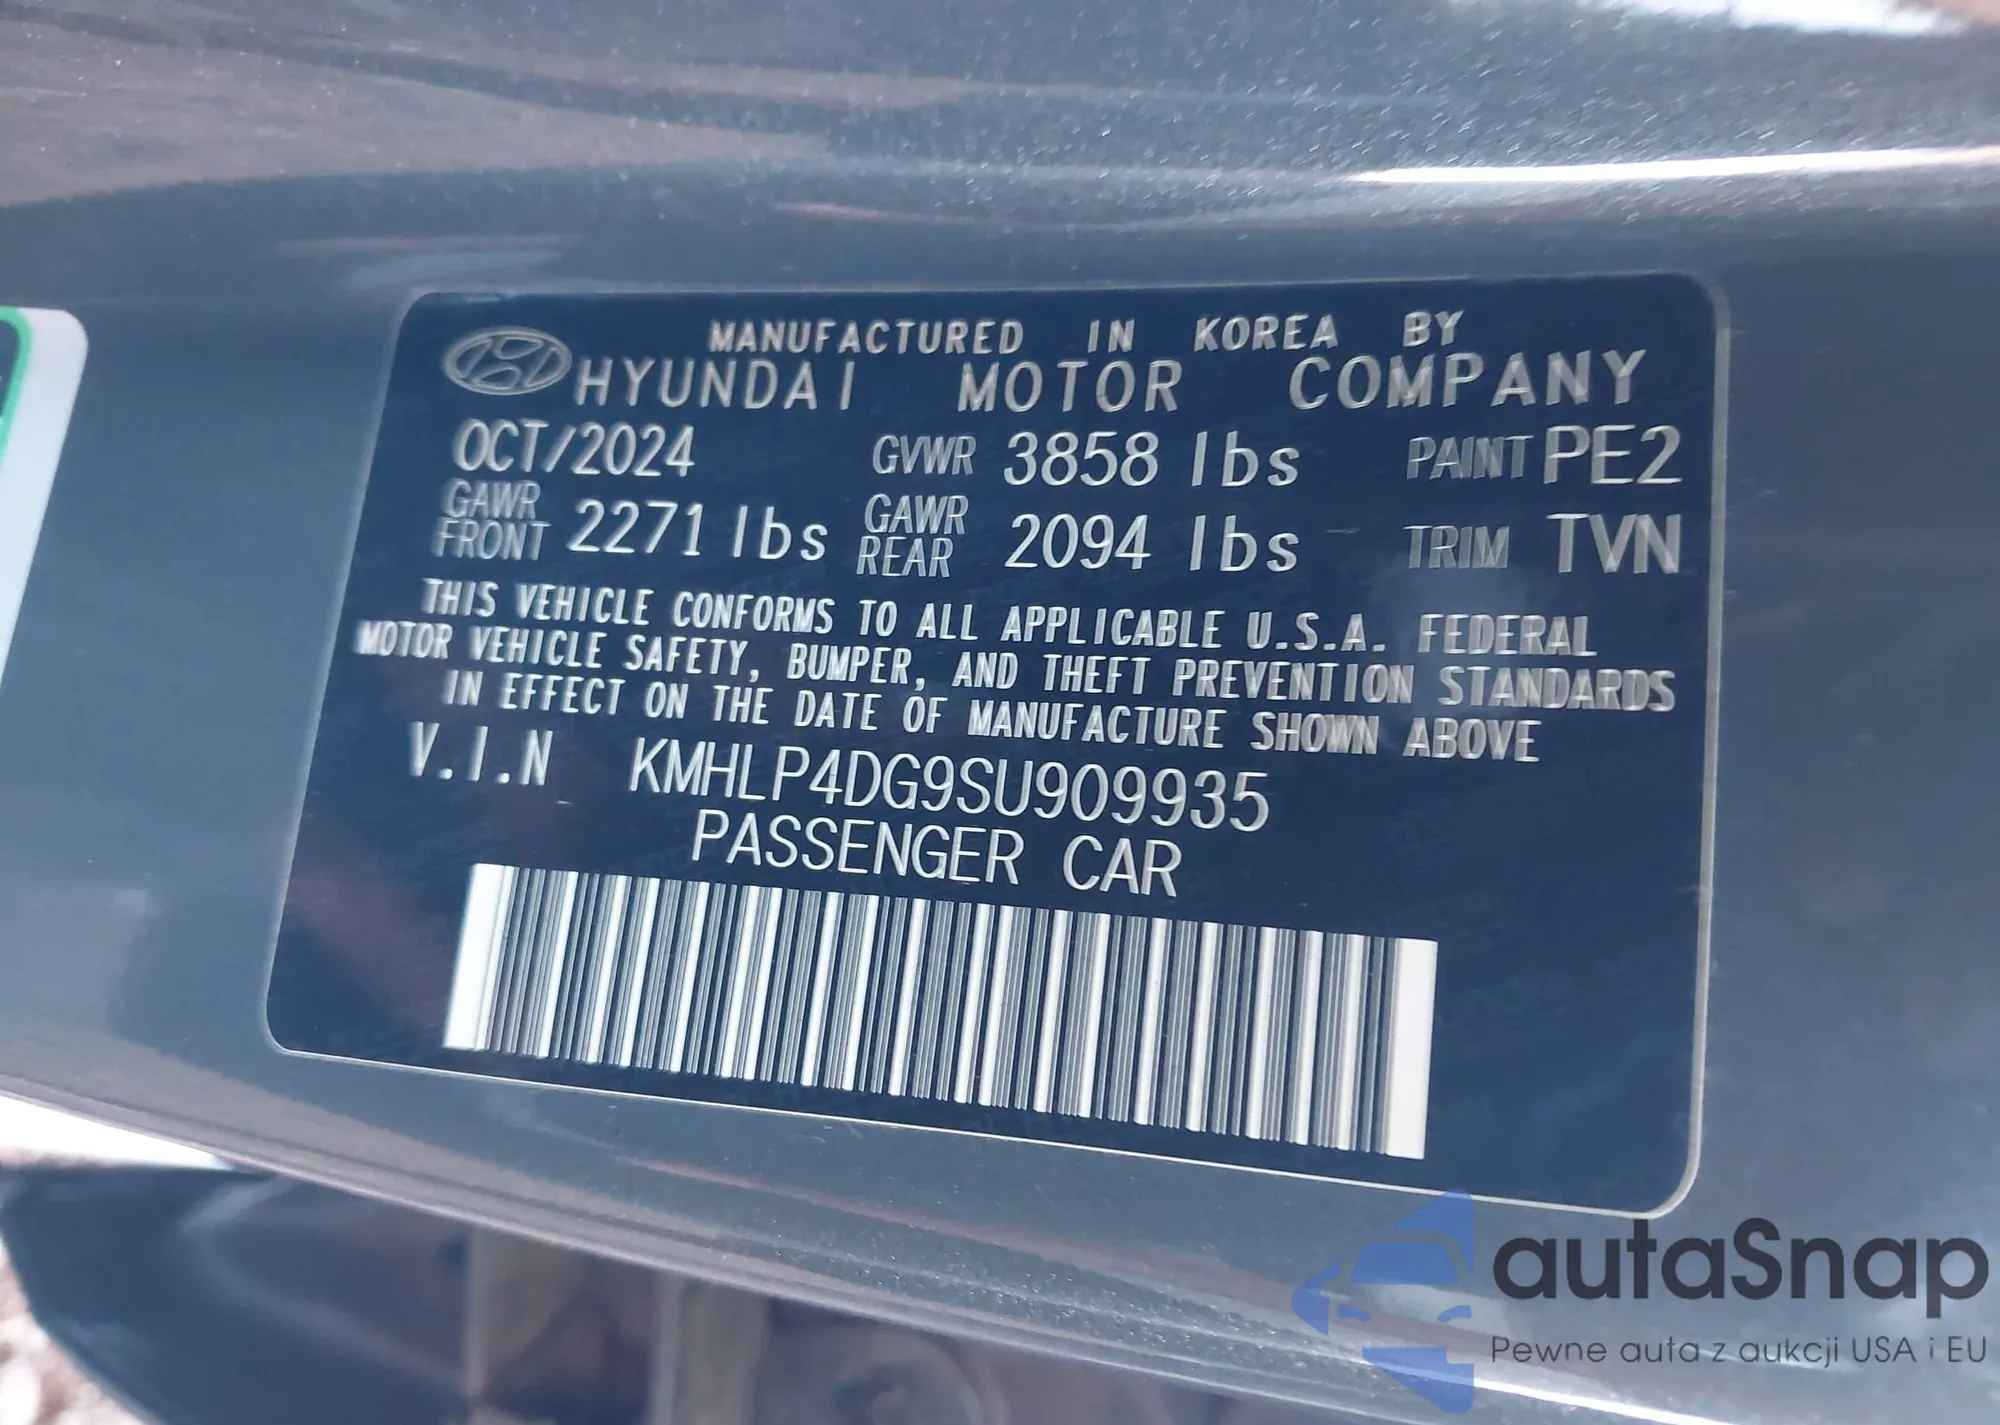 MANUFACTURED IN KOREA BY
HYUNDAI MOTOR COMPANY
OCT/2024 GVWR 3858 lbs PAINT PE2
GAWR FRONT 2271 lbs GAWR REAR 2094 lbs TRIM TVN
THIS VEHICLE CONFORMS TO ALL APPLICABLE U.S.A. FEDERAL
MOTOR VEHICLE SAFETY, BUMPER, AND THEFT PREVENTION STANDARDS
IN EFFECT ON THE DATE OF MANUFACTURE SHOWN ABOVE
V.I.N KMHLP4DG9SU909935
PASSENGER CAR
autaSnap
Pewne auta z aukcji USA i EU